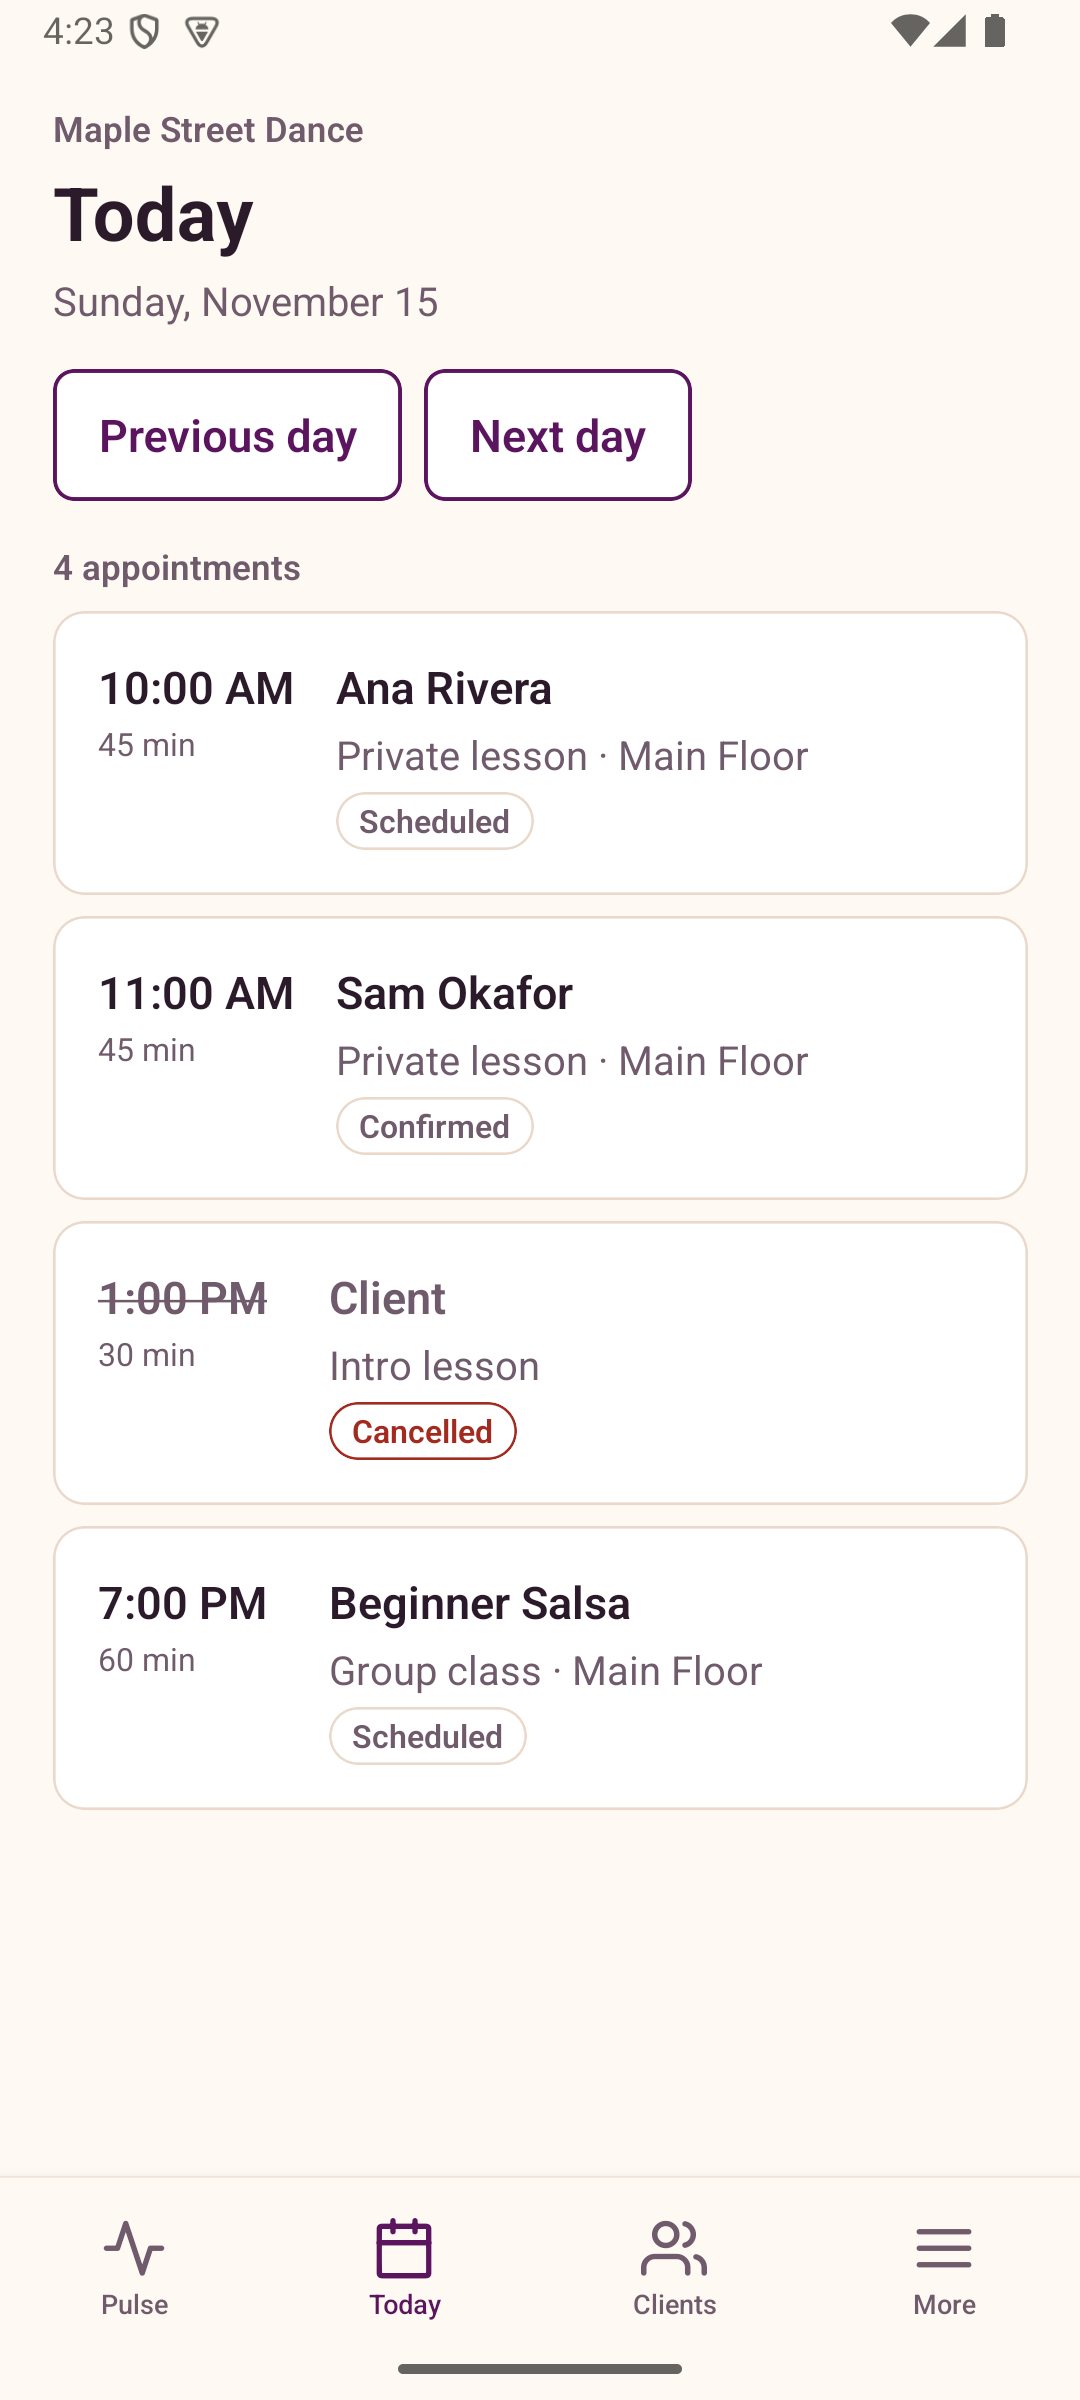 4:23
Maple Street Dance
Today
Sunday, November 15
Previous day
Next day
4 appointments
10:00 AM
45 min
Ana Rivera
Private lesson · Main Floor
Scheduled
11:00 AM
45 min
Sam Okafor
Private lesson · Main Floor
Confirmed
1:00 PM
30 min
Client
Intro lesson
Cancelled
7:00 PM
60 min
Beginner Salsa
Group class · Main Floor
Scheduled
Pulse
Today
Clients
More